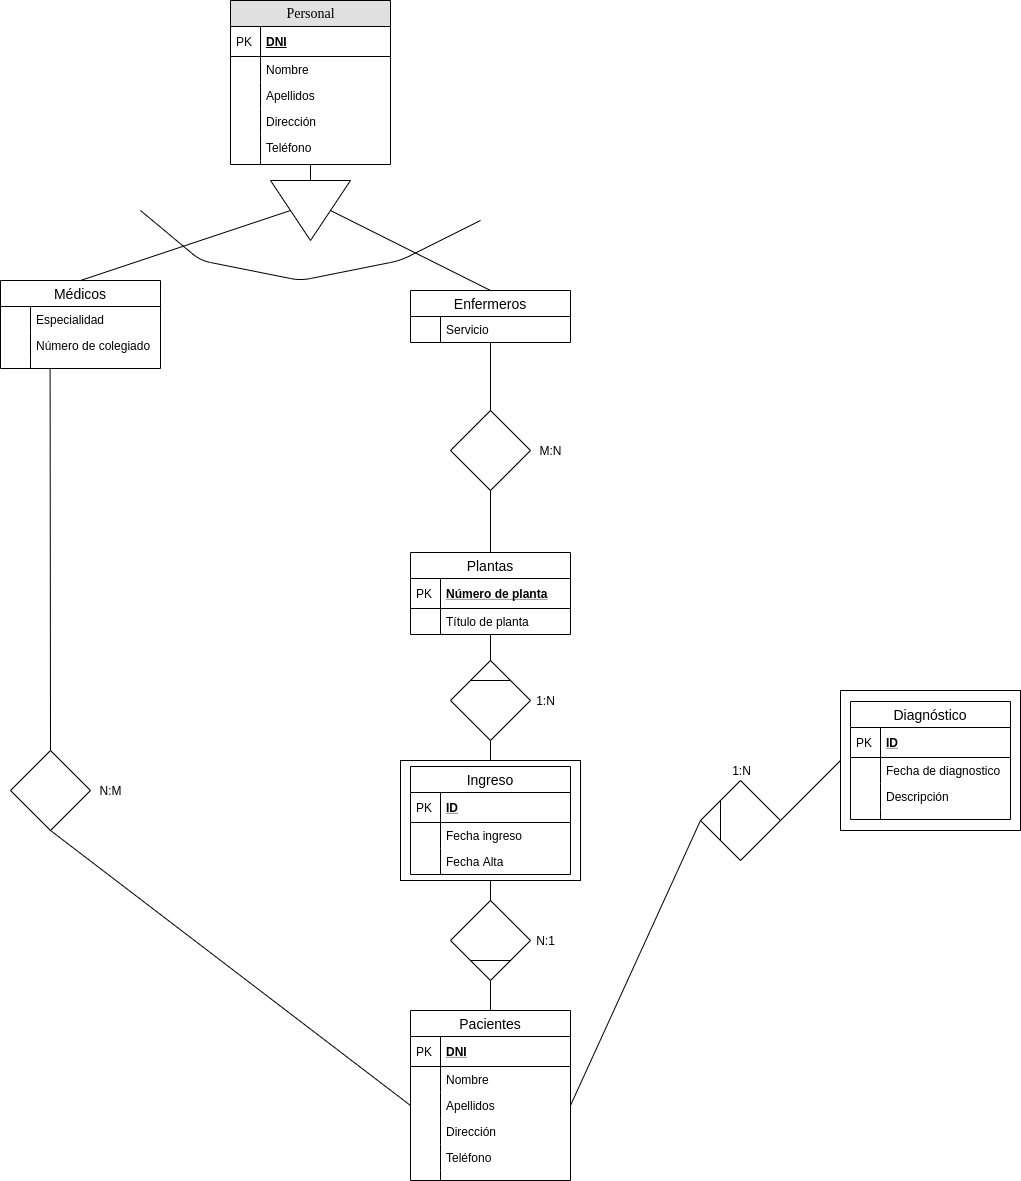 Personal
PK DNI
Nombre
Apellidos
Dirección
Teléfono
Médicos
Especialidad
Número de colegiado
Enfermeros
Servicio
M:N
Plantas
PK Número de planta
Título de planta
1:N
Ingreso
PK ID
Fecha ingreso
Fecha Alta
N:M
1:N
Diagnóstico
PK ID
Fecha de diagnostico
Descripción
N:1
Pacientes
PK DNI
Nombre
Apellidos
Dirección
Teléfono